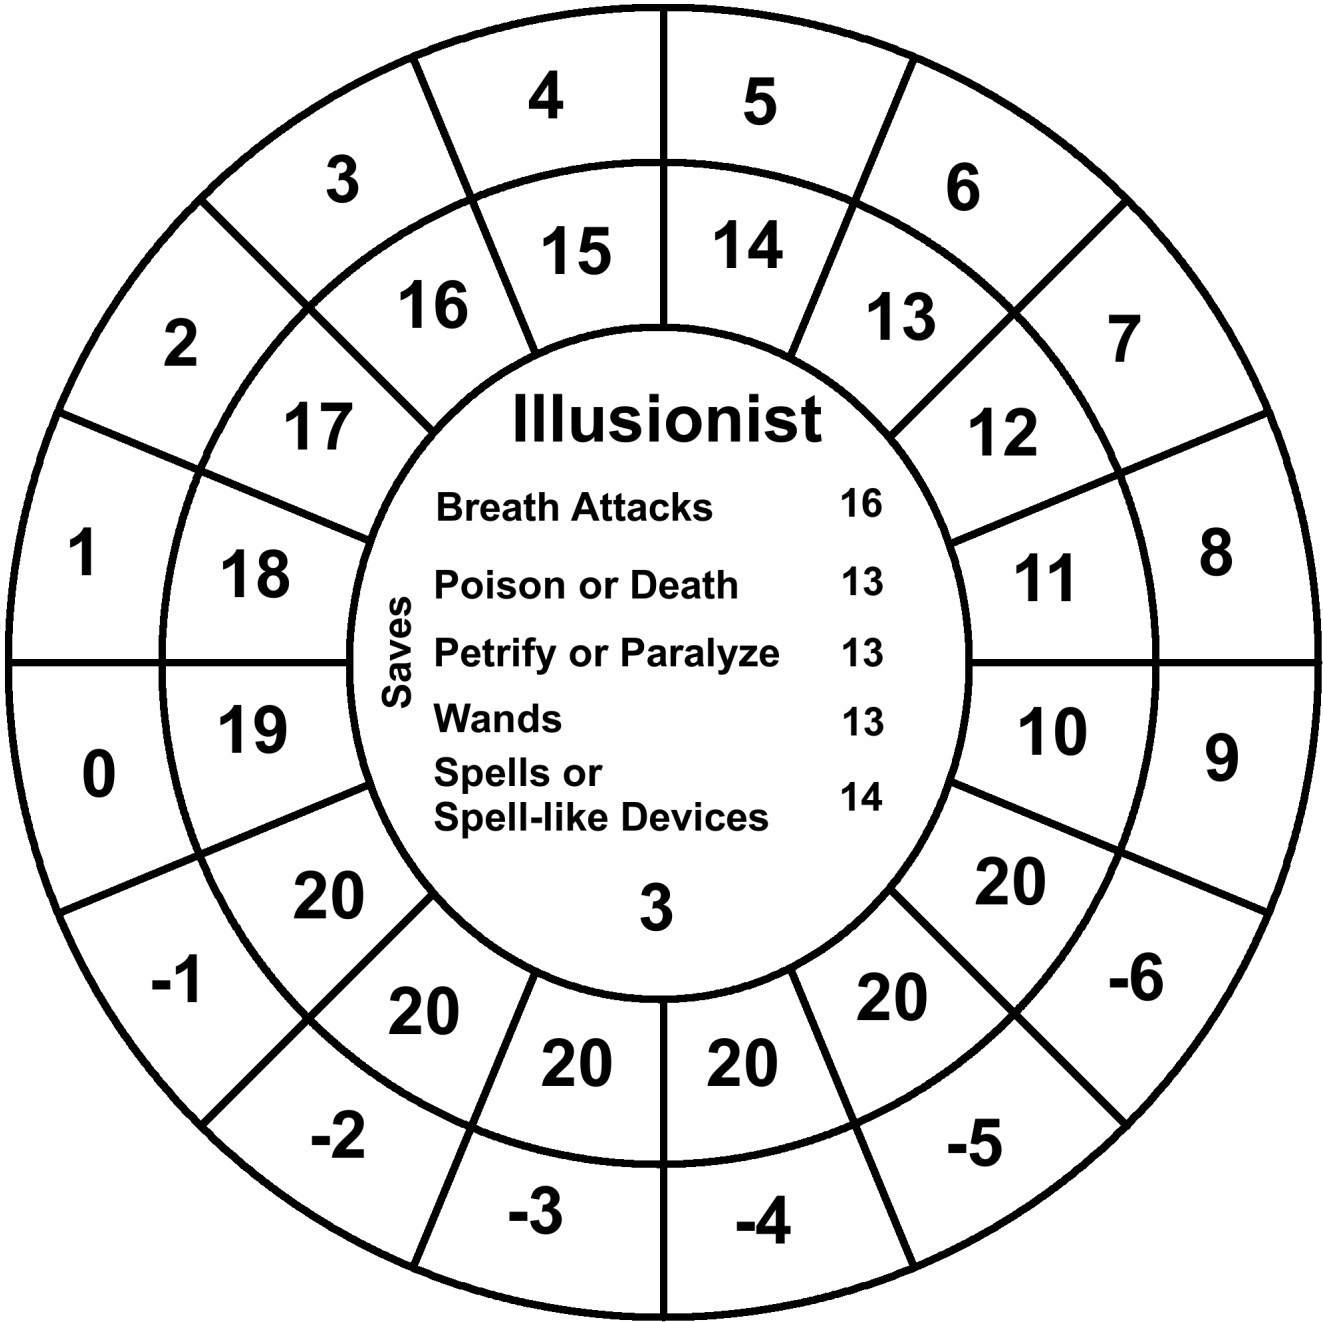 4 5
3 6
15 14
16 13
2 7
17 12
Illusionist
Breath Attacks 16
1 8
18 11
Poison or Death 13
Saves
Petrify or Paralyze 13
Wands 13
19 10
0 9
Spells or
Spell-like Devices 14
20 20
3
-1 -6
20 20
20 20
-2 -5
-3 -4